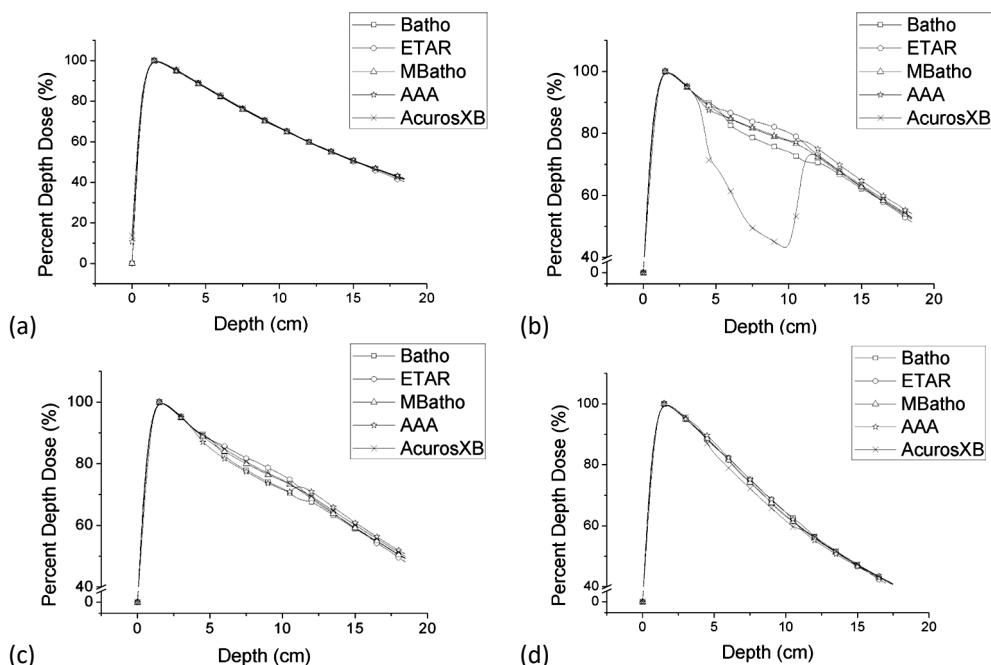 Batho
ETAR
MBatho
AAA
AcurosXB
Percent Depth Dose (%)
100
80
60
40
20
0
0 5 10 15 20
Depth (cm)
(a)
Batho
ETAR
MBatho
AAA
AcurosXB
Percent Depth Dose (%)
100
80
60
40
0
0 5 10 15 20
Depth (cm)
(b)
Batho
ETAR
MBatho
AAA
AcurosXB
Percent Depth Dose (%)
100
80
60
40
0
0 5 10 15 20
Depth (cm)
(c)
Batho
ETAR
MBatho
AAA
AcurosXB
Percent Depth Dose (%)
100
80
60
40
0
0 5 10 15 20
Depth (cm)
(d)